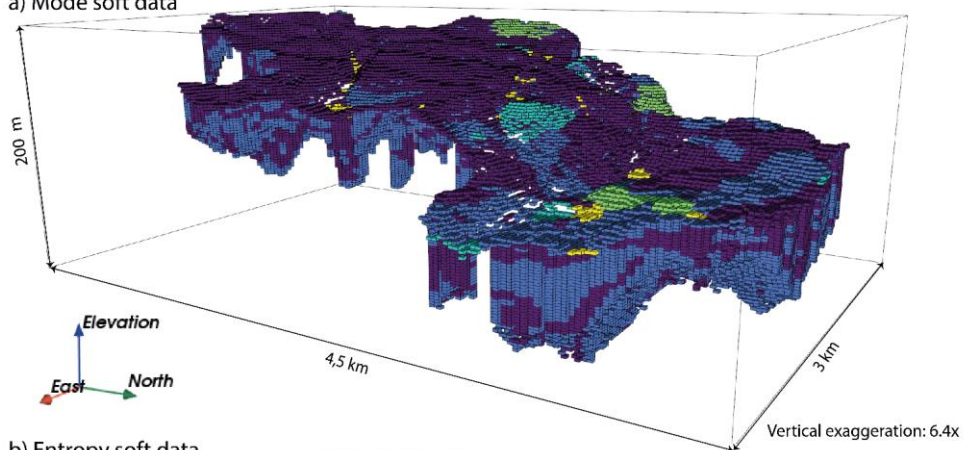 a) Mode soft data
200 m
Elevation
East
North
4,5 km
3 km
Vertical exaggeration: 6.4x
b) Entropy soft data